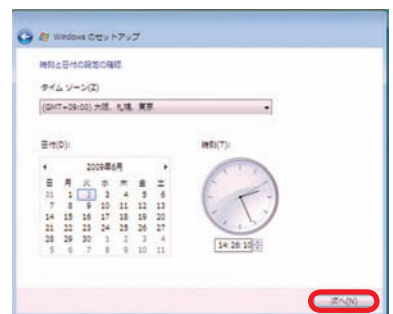 Windows のセットアップ
時刻と日付の設定の確認
タイム ゾーン(Z)
(GMT+09:00) 大阪、札幌、東京
日付(D):
時刻(T):
2009年6月
日 月 火 水 木 金 土
31 1 2 3 4 5 6
7 8 9 10 11 12 13
14 15 16 17 18 19 20
21 22 23 24 25 26 27
28 29 30 1 2 3 4
5 6 7 8 9 10 11
14:26:10
次へ(N)